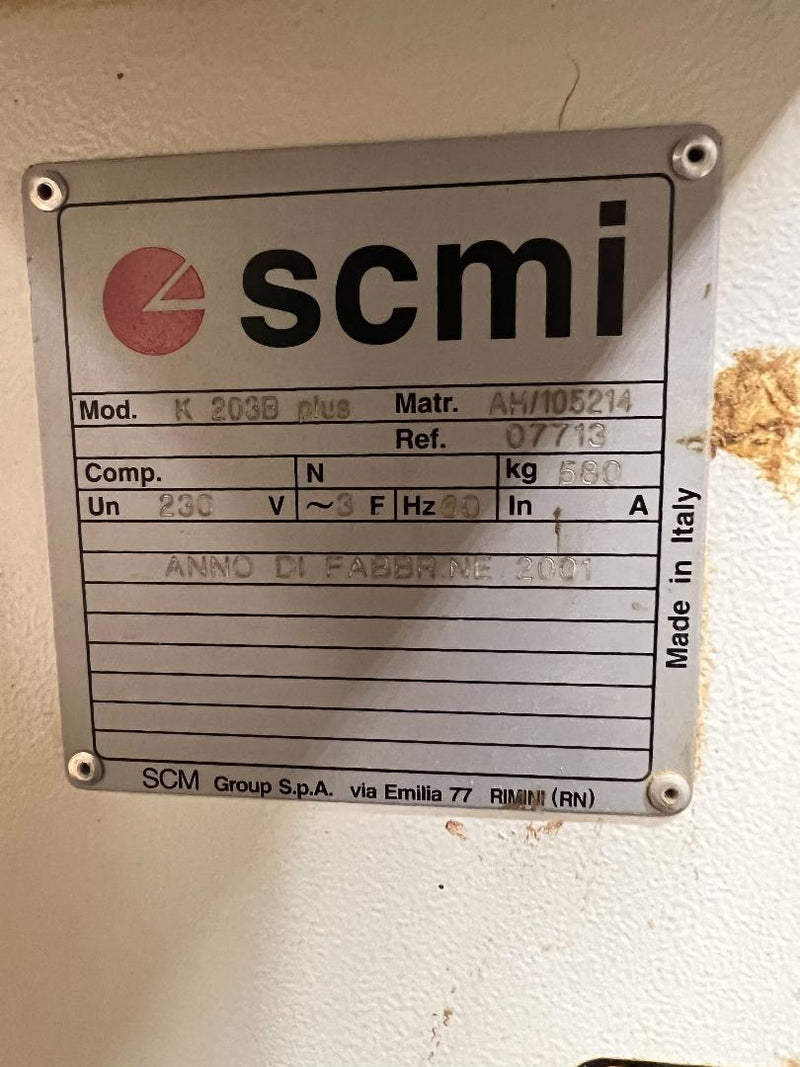 scmi
Mod. K 203B plus Matr. AH/105214
Ref. 07713
Comp. N kg 580
Un 230 V ~3 F Hz 60 In A
ANNO DI FABBR.NE 2001
Made in Italy
SCM Group S.p.A. via Emilia 77 RIMINI (RN)